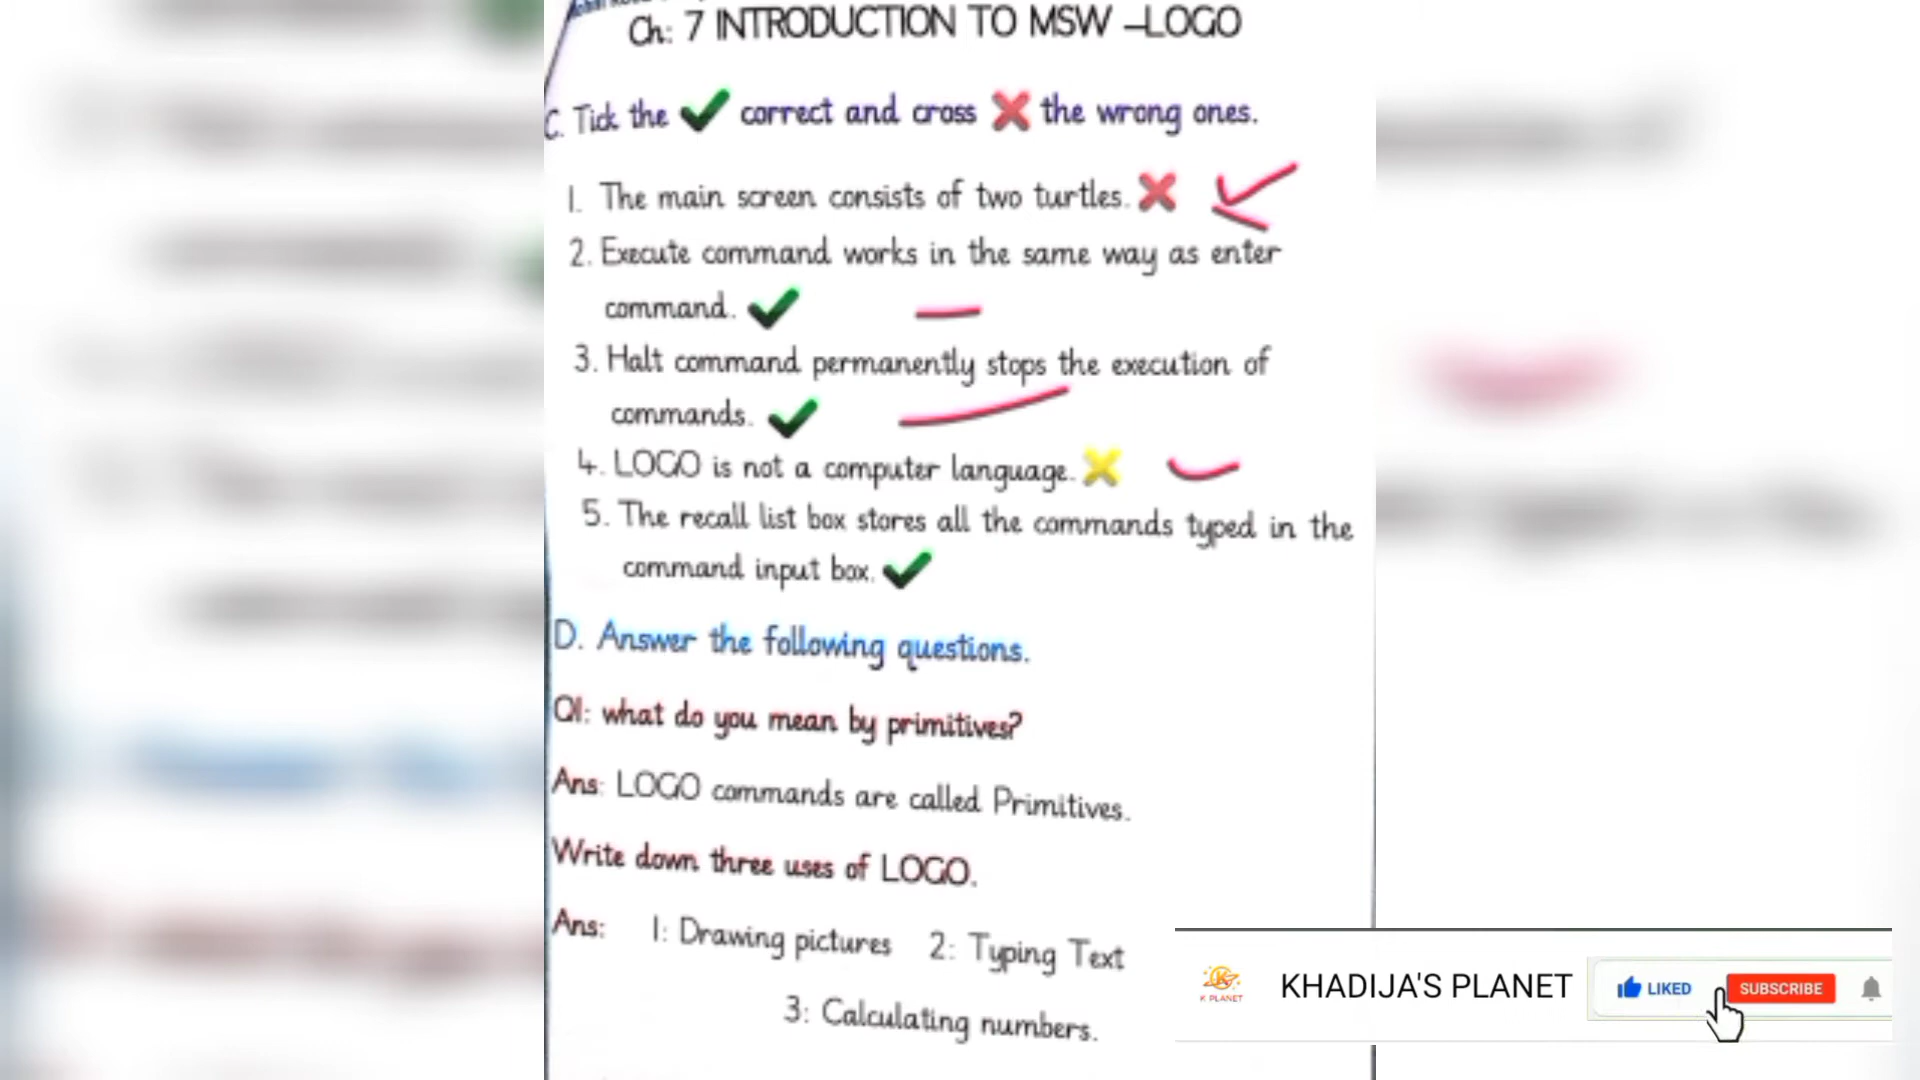 Ch: 7 INTRODUCTION TO MSW –LOGO
C. Tick the ✔ correct and cross ❌ the wrong ones.
1. The main screen consists of two turtles. ❌
2. Execute command works in the same way as enter
command. ✔
3. Halt command permanently stops the execution of
commands. ✔
4. LOGO is not a computer language. ❌
5. The recall list box stores all the commands typed in the
command input box. ✔
D. Answer the following questions.
Q1: what do you mean by primitives?
Ans: LOGO commands are called Primitives.
Write down three uses of LOGO.
Ans: 1: Drawing pictures 2: Typing Text
3: Calculating numbers.
K PLANET
KHADIJA'S PLANET
LIKED
SUBSCRIBE